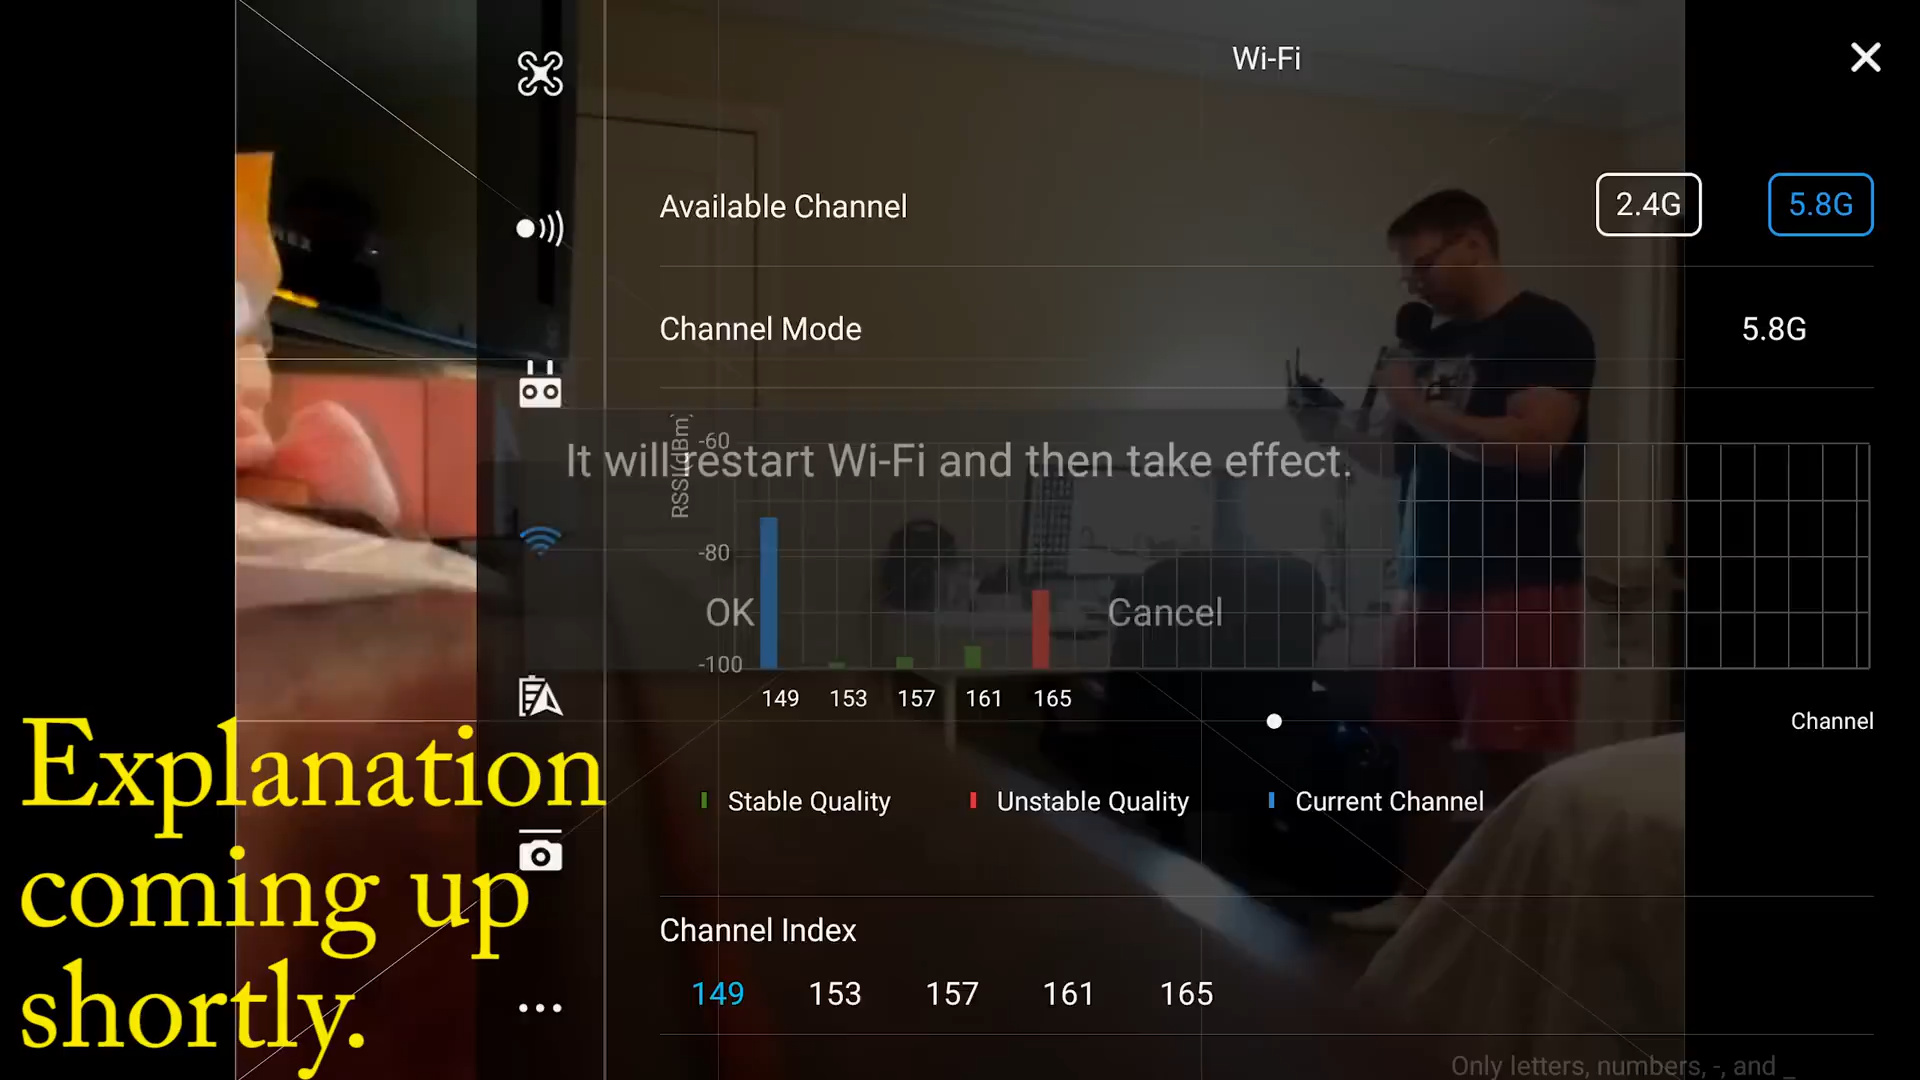 Wi-Fi
Available Channel
2.4G
5.8G
Channel Mode
5.8G
RSSI(dBm)
-60
It will restart Wi-Fi and then take effect.
-80
OK
Cancel
-100
149 153 157 161 165
Channel
Stable Quality
Unstable Quality
Current Channel
Channel Index
149 153 157 161 165
Only letters, numbers, -, and _
Explanation
coming up
shortly.